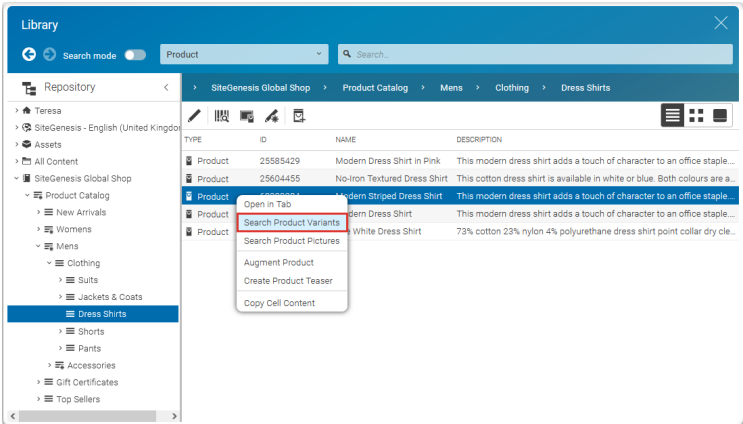 Library
Search mode
Product
Search...
Repository
SiteGenesis Global Shop
Product Catalog
Mens
Clothing
Dress Shirts
Teresa
SiteGenesis - English (United Kingdor
Assets
All Content
SiteGenesis Global Shop
Product Catalog
New Arrivals
Womens
Mens
Clothing
Suits
Jackets & Coats
Dress Shirts
Shorts
Pants
Accessories
Gift Certificates
Top Sellers
TYPE ID NAME DESCRIPTION
Product 25585429 Modern Dress Shirt in Pink This modern dress shirt adds a touch of character to an office staple....
Product 25604455 No-Iron Textured Dress Shirt This cotton dress shirt is available in white or blue. Both colours are a...
Product Modern Striped Dress Shirt This modern dress shirt adds a touch of character to an office staple....
Product dern Dress Shirt This modern dress shirt adds a touch of character to an office staple....
Product White Dress Shirt 73% cotton 23% nylon 4% polyurethane dress shirt point collar dry cle...
Open in Tab
Search Product Variants
Search Product Pictures
Augment Product
Create Product Teaser
Copy Cell Content